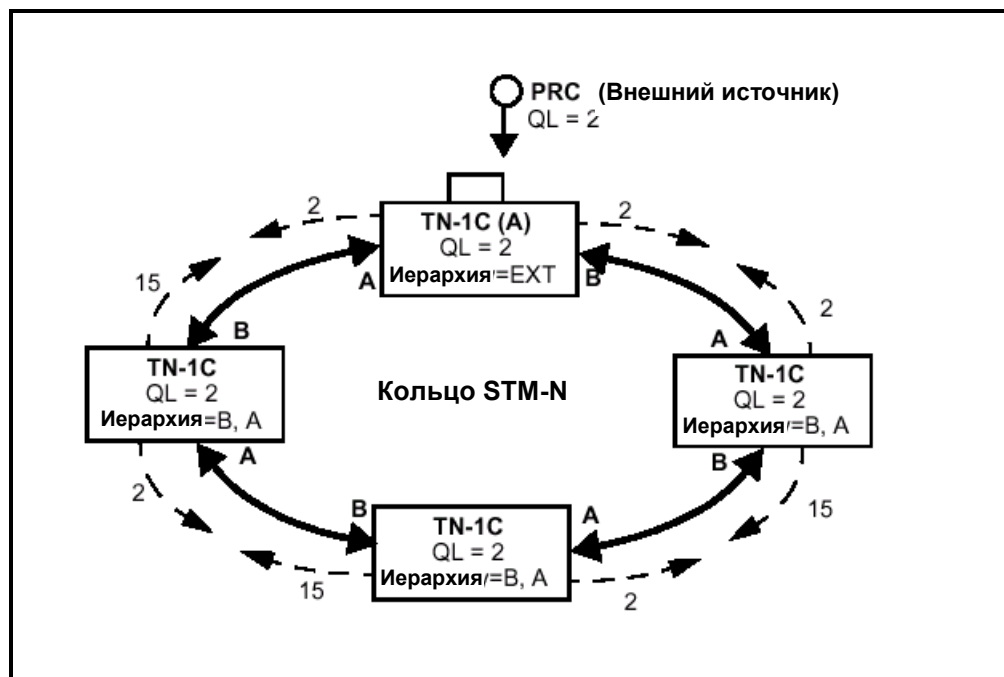 PRC (Внешний источник)
QL = 2
2
TN-1C (A)
QL = 2
Иерархия=EXT
2
15
A
B
2
B
A
TN-1C
QL = 2
Иерархия=B, A
Кольцо STM-N
TN-1C
QL = 2
Иерархия=B, A
A
B
2
B
A
15
TN-1C
QL = 2
Иерархия=B, A
15
2